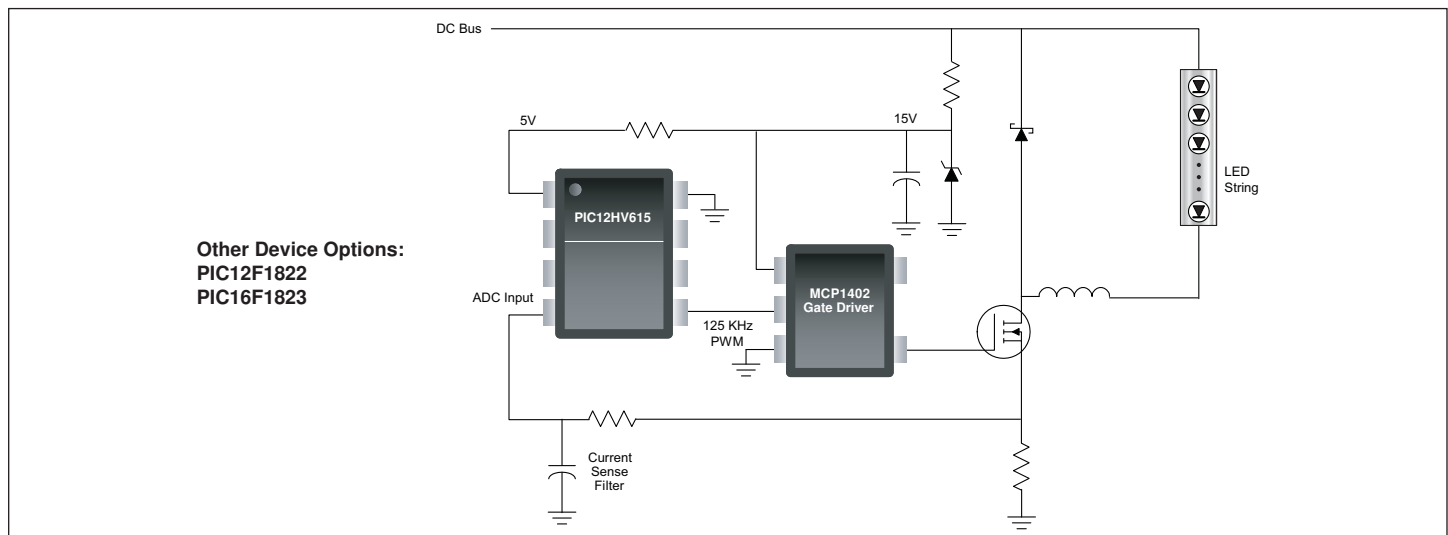 DC Bus
5V
15V
LED
String
PIC12HV615
Other Device Options:
PIC12F1822
PIC16F1823
ADC Input
MCP1402
Gate Driver
125 KHz
PWM
Current
Sense
Filter